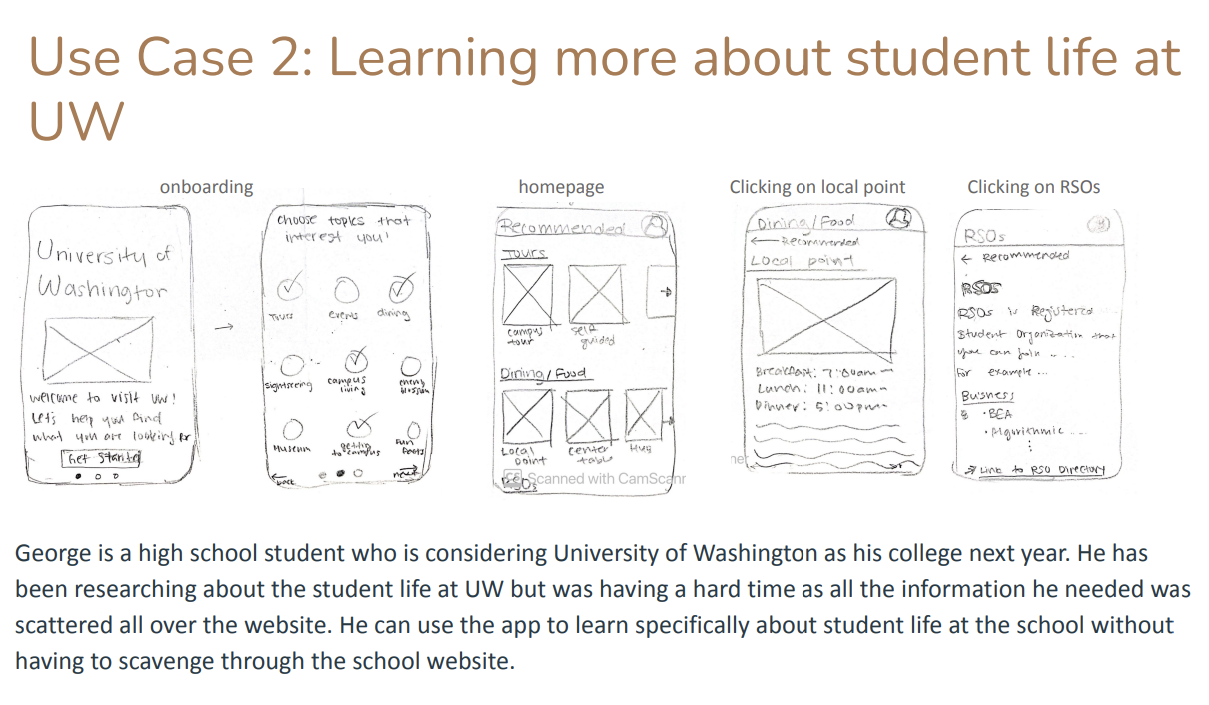 Use Case 2: Learning more about student life at
UW
onboarding
homepage
Clicking on local point
Clicking on RSOs
University of
Washington
welcome to visit UW!
Let's help you find
what you are looking for
Get Starte
choose topics that
interest you!
Tours
events
dining
sightseeing
campus
living
cherry
blossom
Museum
getting
to campus
Fun
facts
back
next
Recommended
Tours
campus
tour
self
guided
Dining/Food
Local
point
center
table
Hub
RSOs
Scanned with CamScanr
Dining/Food
← Recommended
Local point
Breakfast: 7:00am -
Lunch: 11:00am -
Dinner: 5:00pm -
net
RSOs
← Recommended
RSOs
RSOs is Registered
Student Organization that
you can join ....
For example ...
Busness
• BEA
• Algorithmic ....
→ Link to RSO Directory
George is a high school student who is considering University of Washington as his college next year. He has
been researching about the student life at UW but was having a hard time as all the information he needed was
scattered all over the website. He can use the app to learn specifically about student life at the school without
having to scavenge through the school website.